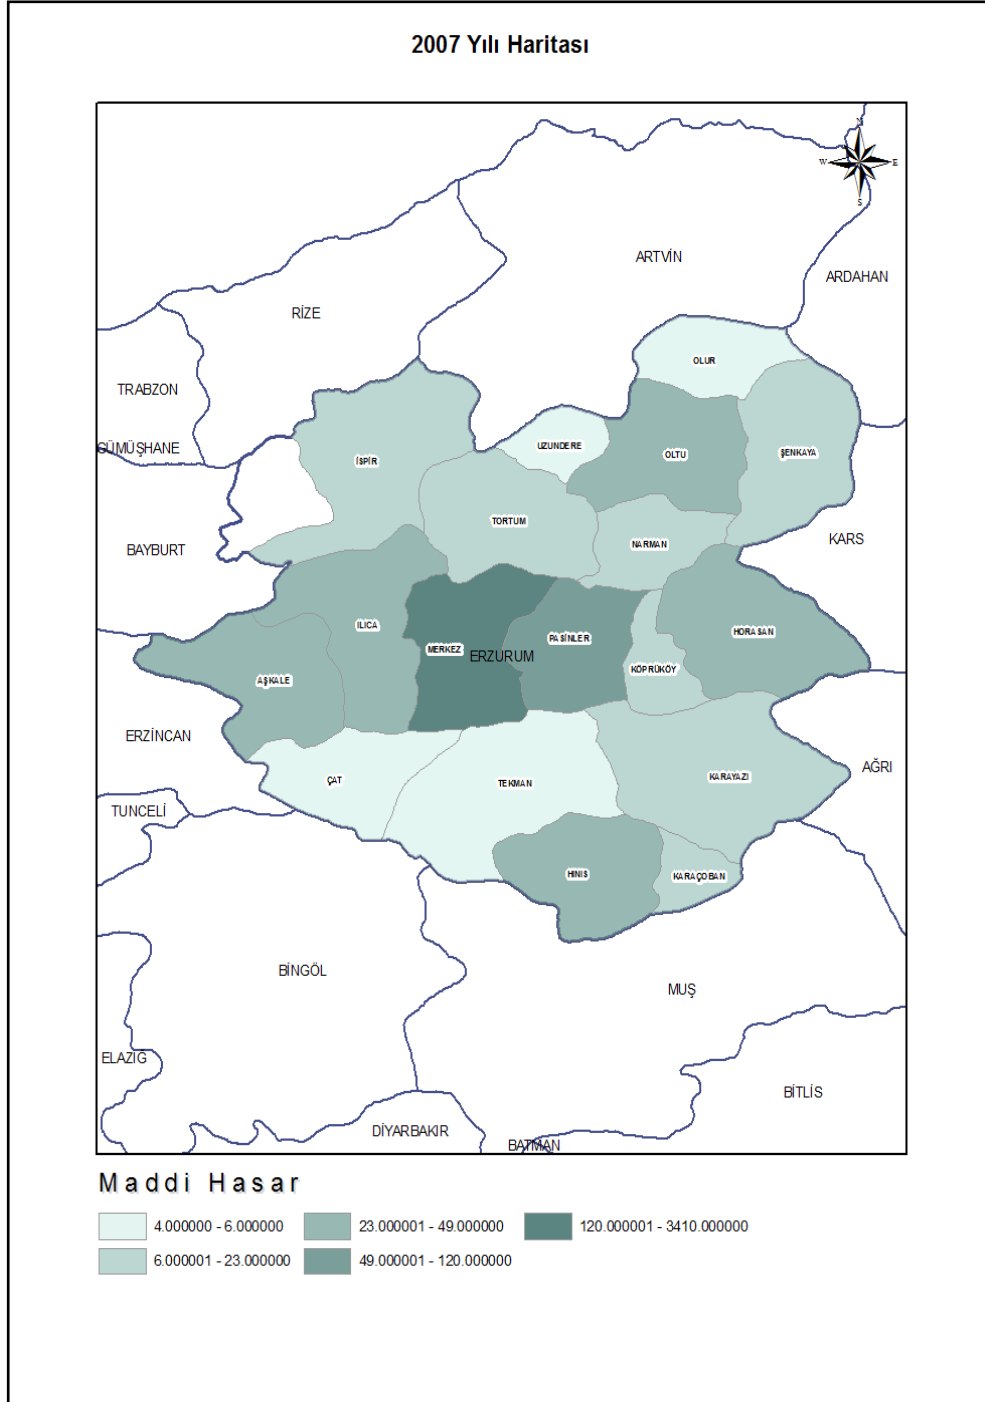 2007 Yılı Haritası
N
W
E
S
ARTVİN
ARDAHAN
RİZE
OLUR
TRABZON
GÜMÜŞHANE
UZUNDERE
OLTU
ŞENKAYA
İSPİR
TORTUM
NARMAN
KARS
BAYBURT
ILICA
MERKEZ
PASİNLER
HORASAN
ERZURUM
KÖPRÜKÖY
AŞKALE
ERZİNCAN
AĞRI
ÇAT
TEKMAN
KARAYAZI
TUNCELİ
HINIS
KARAÇOBAN
BİNGÖL
MUŞ
ELAZIĞ
BİTLİS
DİYARBAKIR
BATMAN
Maddi Hasar
4.000000 - 6.000000
23.000001 - 49.000000
120.000001 - 3410.000000
6.000001 - 23.000000
49.000001 - 120.000000